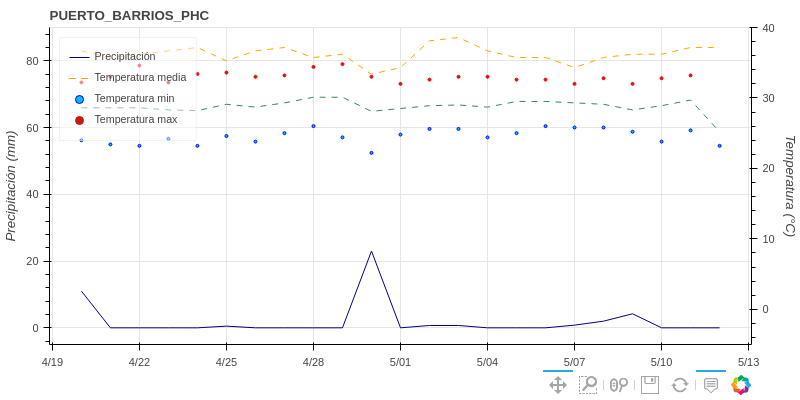 PUERTO_BARRIOS_PHC
Precipitación
Temperatura media
Temperatura min
Temperatura max
Precipitación (mm)
80
60
40
20
0
Temperatura (°C)
40
30
20
10
0
4/19 4/22 4/25 4/28 5/01 5/04 5/07 5/10 5/13